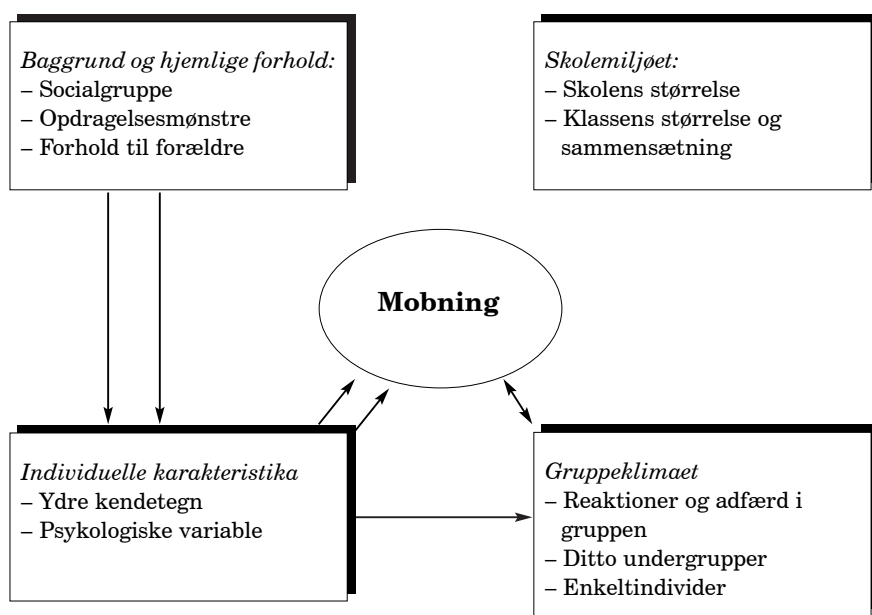 Baggrund og hjemlige forhold:
– Socialgruppe
– Opdragelsesmønstre
– Forhold til forældre
Skolemiljøet:
– Skolens størrelse
– Klassens størrelse og
sammensætning
Mobning
Individuelle karakteristika
– Ydre kendetegn
– Psykologiske variable
Gruppeklimaet
– Reaktioner og adfærd i
gruppen
– Ditto undergrupper
– Enkeltindivider